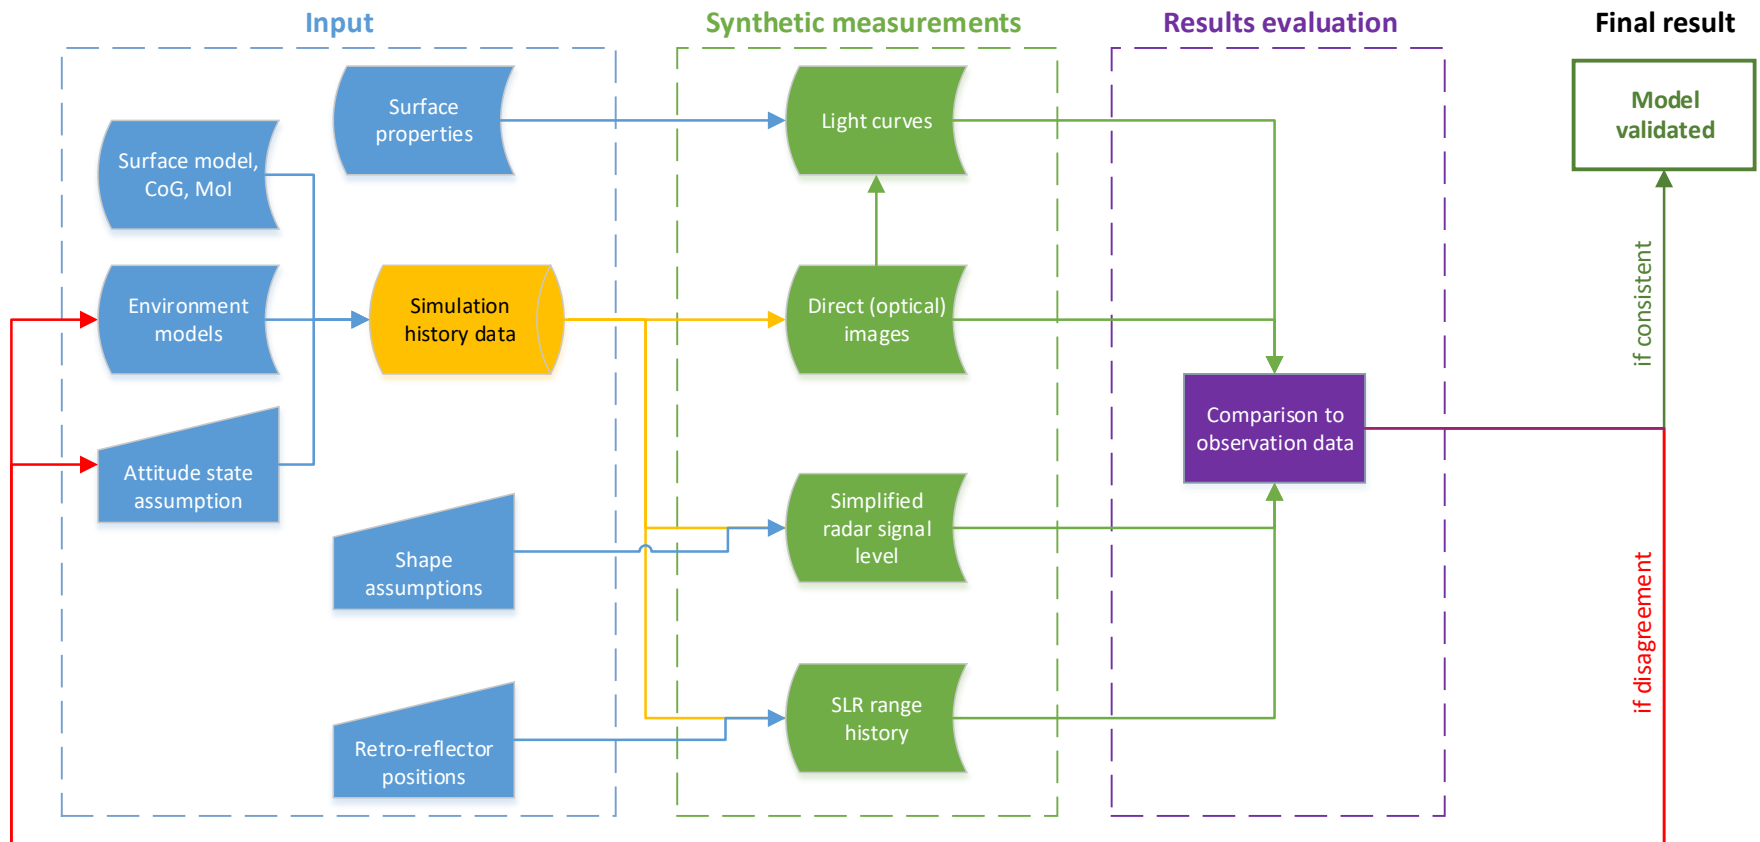 Input
Synthetic measurements
Results evaluation
Final result
Surface
properties
Light curves
Model
validated
Surface model,
CoG, MoI
Environment
models
Simulation
history data
Direct (optical)
images
if consistent
Comparison to
observation data
Attitude state
assumption
Simplified
radar signal
level
Shape
assumptions
if disagreement
SLR range
history
Retro-reflector
positions